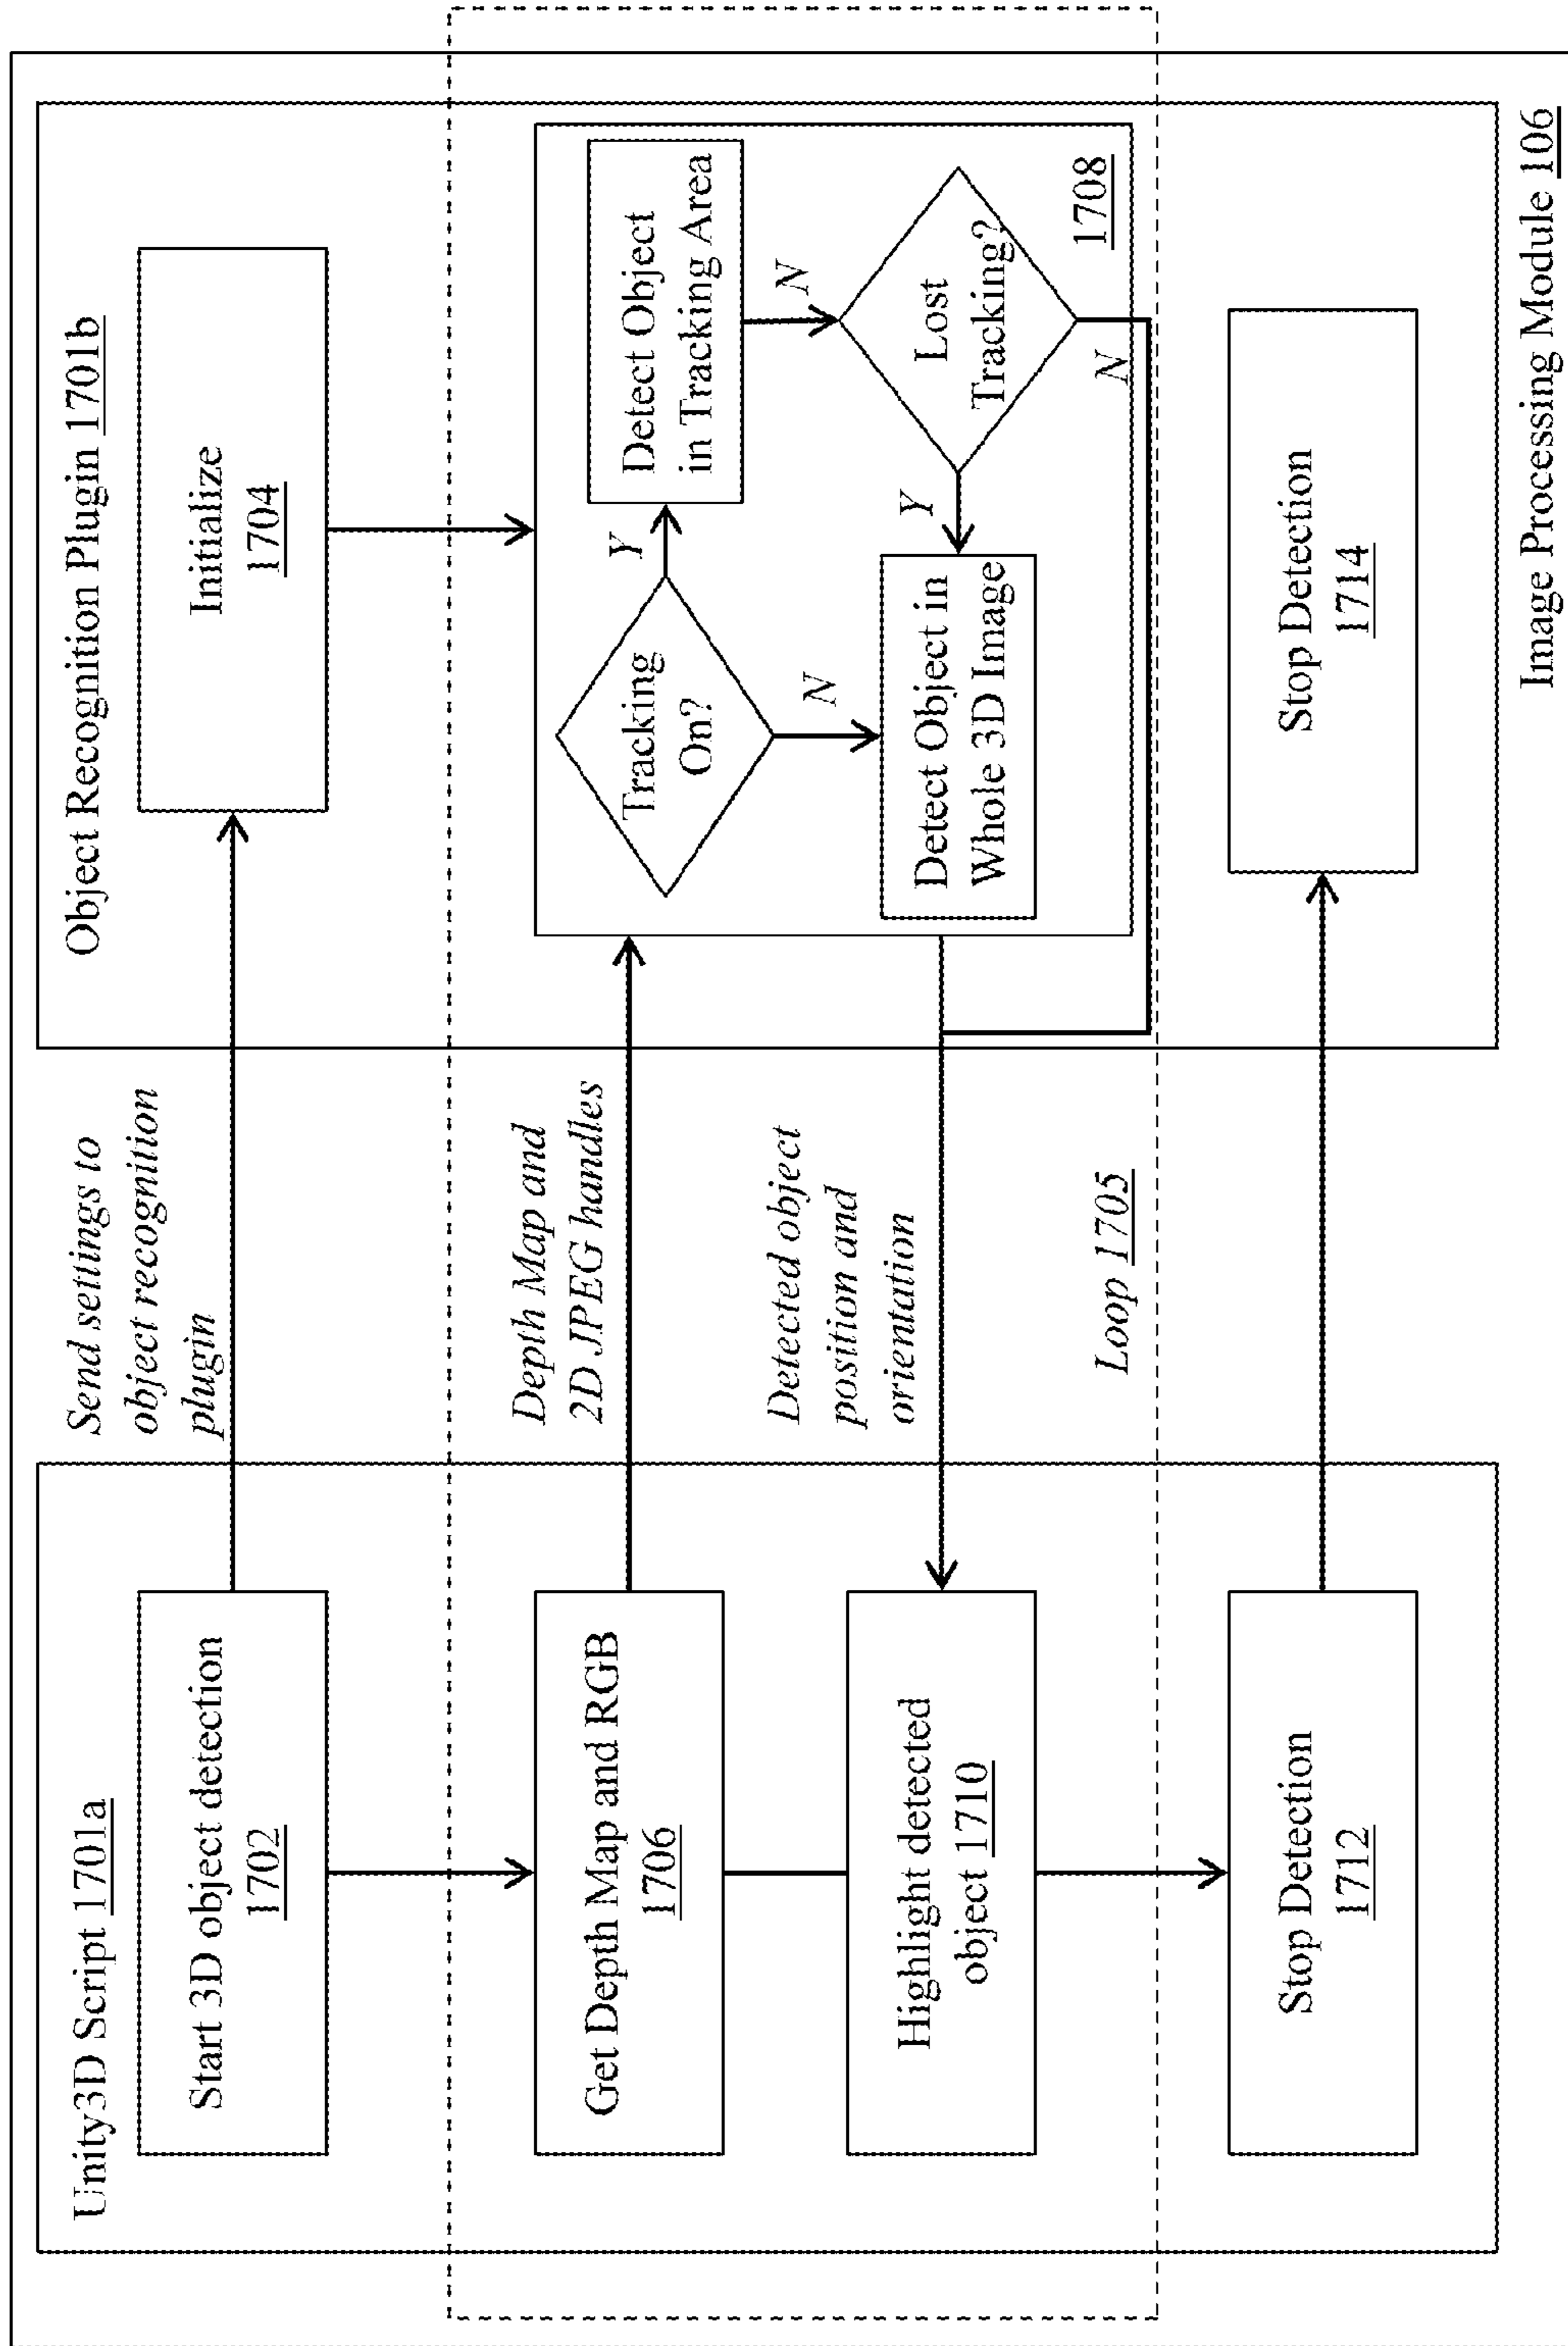 Unity3D Script 1701a
Start 3D object detection
1702
Send settings to
object recognition
plugin
Object Recognition Plugin 1701b
Initialize
1704
Get Depth Map and RGB
1706
Depth Map and
2D JPEG handles
Tracking
On?
Y
N
Detect Object
in Tracking Area
N
Lost
Tracking?
Y
N
Detect Object in
Whole 3D Image
1708
Highlight detected
object 1710
Detected object
position and
orientation
Loop 1705
Stop Detection
1712
Stop Detection
1714
Image Processing Module 106